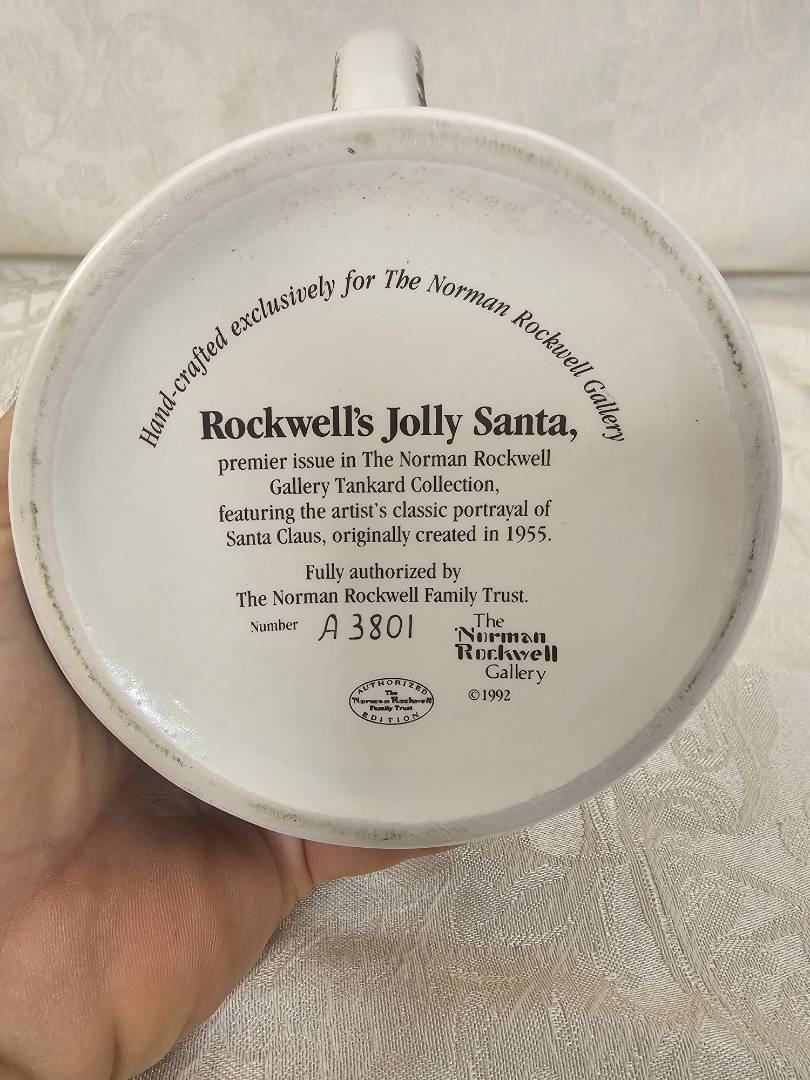 Hand-crafted exclusively for The Norman Rockwell Gallery
Rockwell's Jolly Santa,
premier issue in The Norman Rockwell
Gallery Tankard Collection,
featuring the artist's classic portrayal of
Santa Claus, originally created in 1955.
Fully authorized by
The Norman Rockwell Family Trust.
Number A 3801
The
Norman
Rockwell
Gallery
©1992
AUTHORIZED
The
Norman Rockwell
Family Trust
EDITION